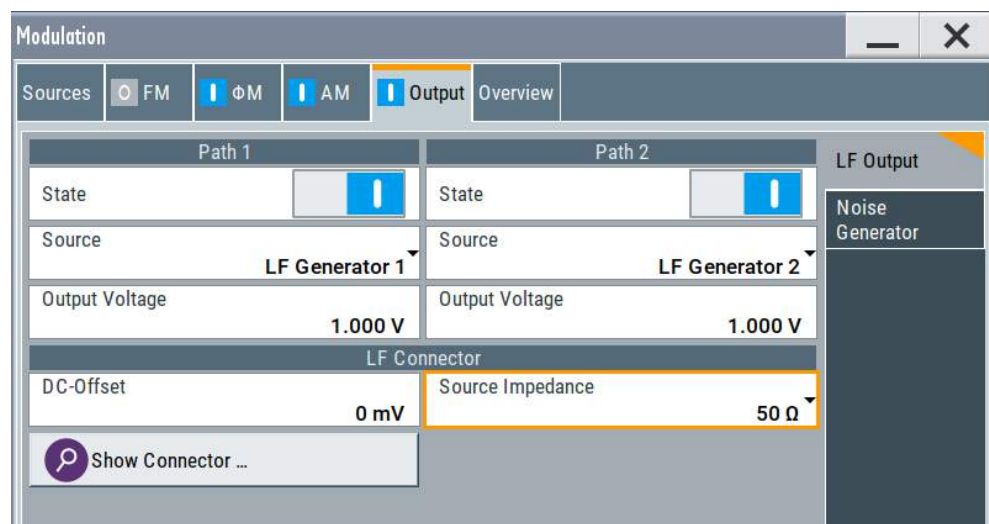 Modulation
Sources
FM
ΦM
AM
Output
Overview
Path 1
Path 2
State
State
Source
LF Generator 1
Source
LF Generator 2
Output Voltage
1.000 V
Output Voltage
1.000 V
LF Connector
DC-Offset
0 mV
Source Impedance
50 Ω
Show Connector ...
LF Output
Noise
Generator